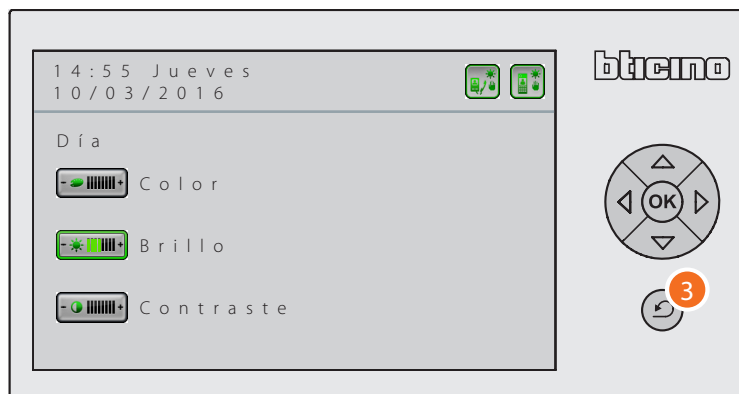 14:55 Jueves
10/03/2016
bticino
Día
- + Color
- + Brillo
- + Contraste
OK
3